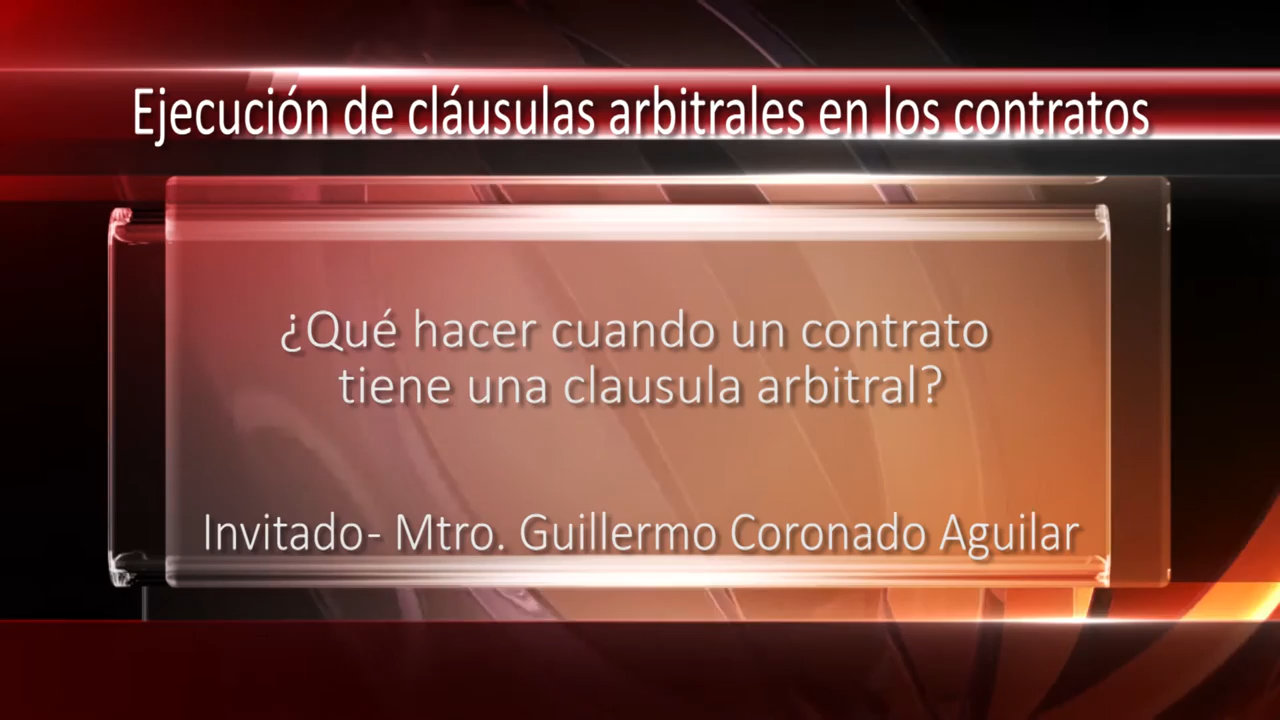 Ejecución de cláusulas arbitrales en los contratos
¿Qué hacer cuando un contrato
tiene una clausula arbitral?
Invitado- Mtro. Guillermo Coronado Aguilar